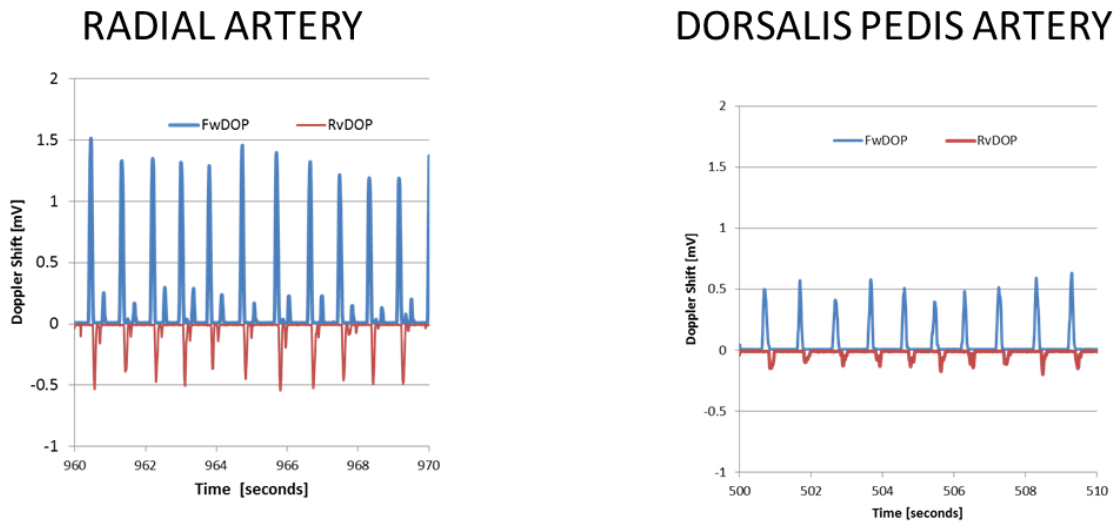 RADIAL ARTERY
2
1.5
1
0.5
0
-0.5
-1
FwDOP
RvDOP
Doppler Shift [mV]
960
962
964
966
968
970
Time [seconds]
DORSALIS PEDIS ARTERY
2
1.5
1
0.5
0
-0.5
-1
FwDOP
RvDOP
Doppler Shift [mV]
500
502
504
506
508
510
Time [seconds]